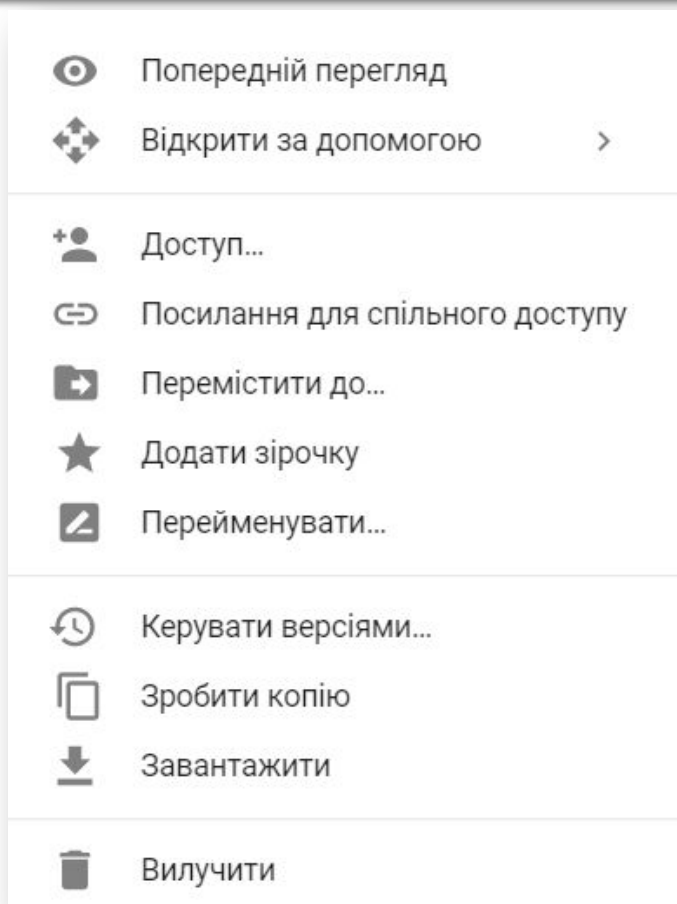 Попередній перегляд
Відкрити за допомогою
Доступ...
Посилання для спільного доступу
Перемістити до...
Додати зірочку
Перейменувати...
Керувати версіями...
Зробити копію
Завантажити
Вилучити